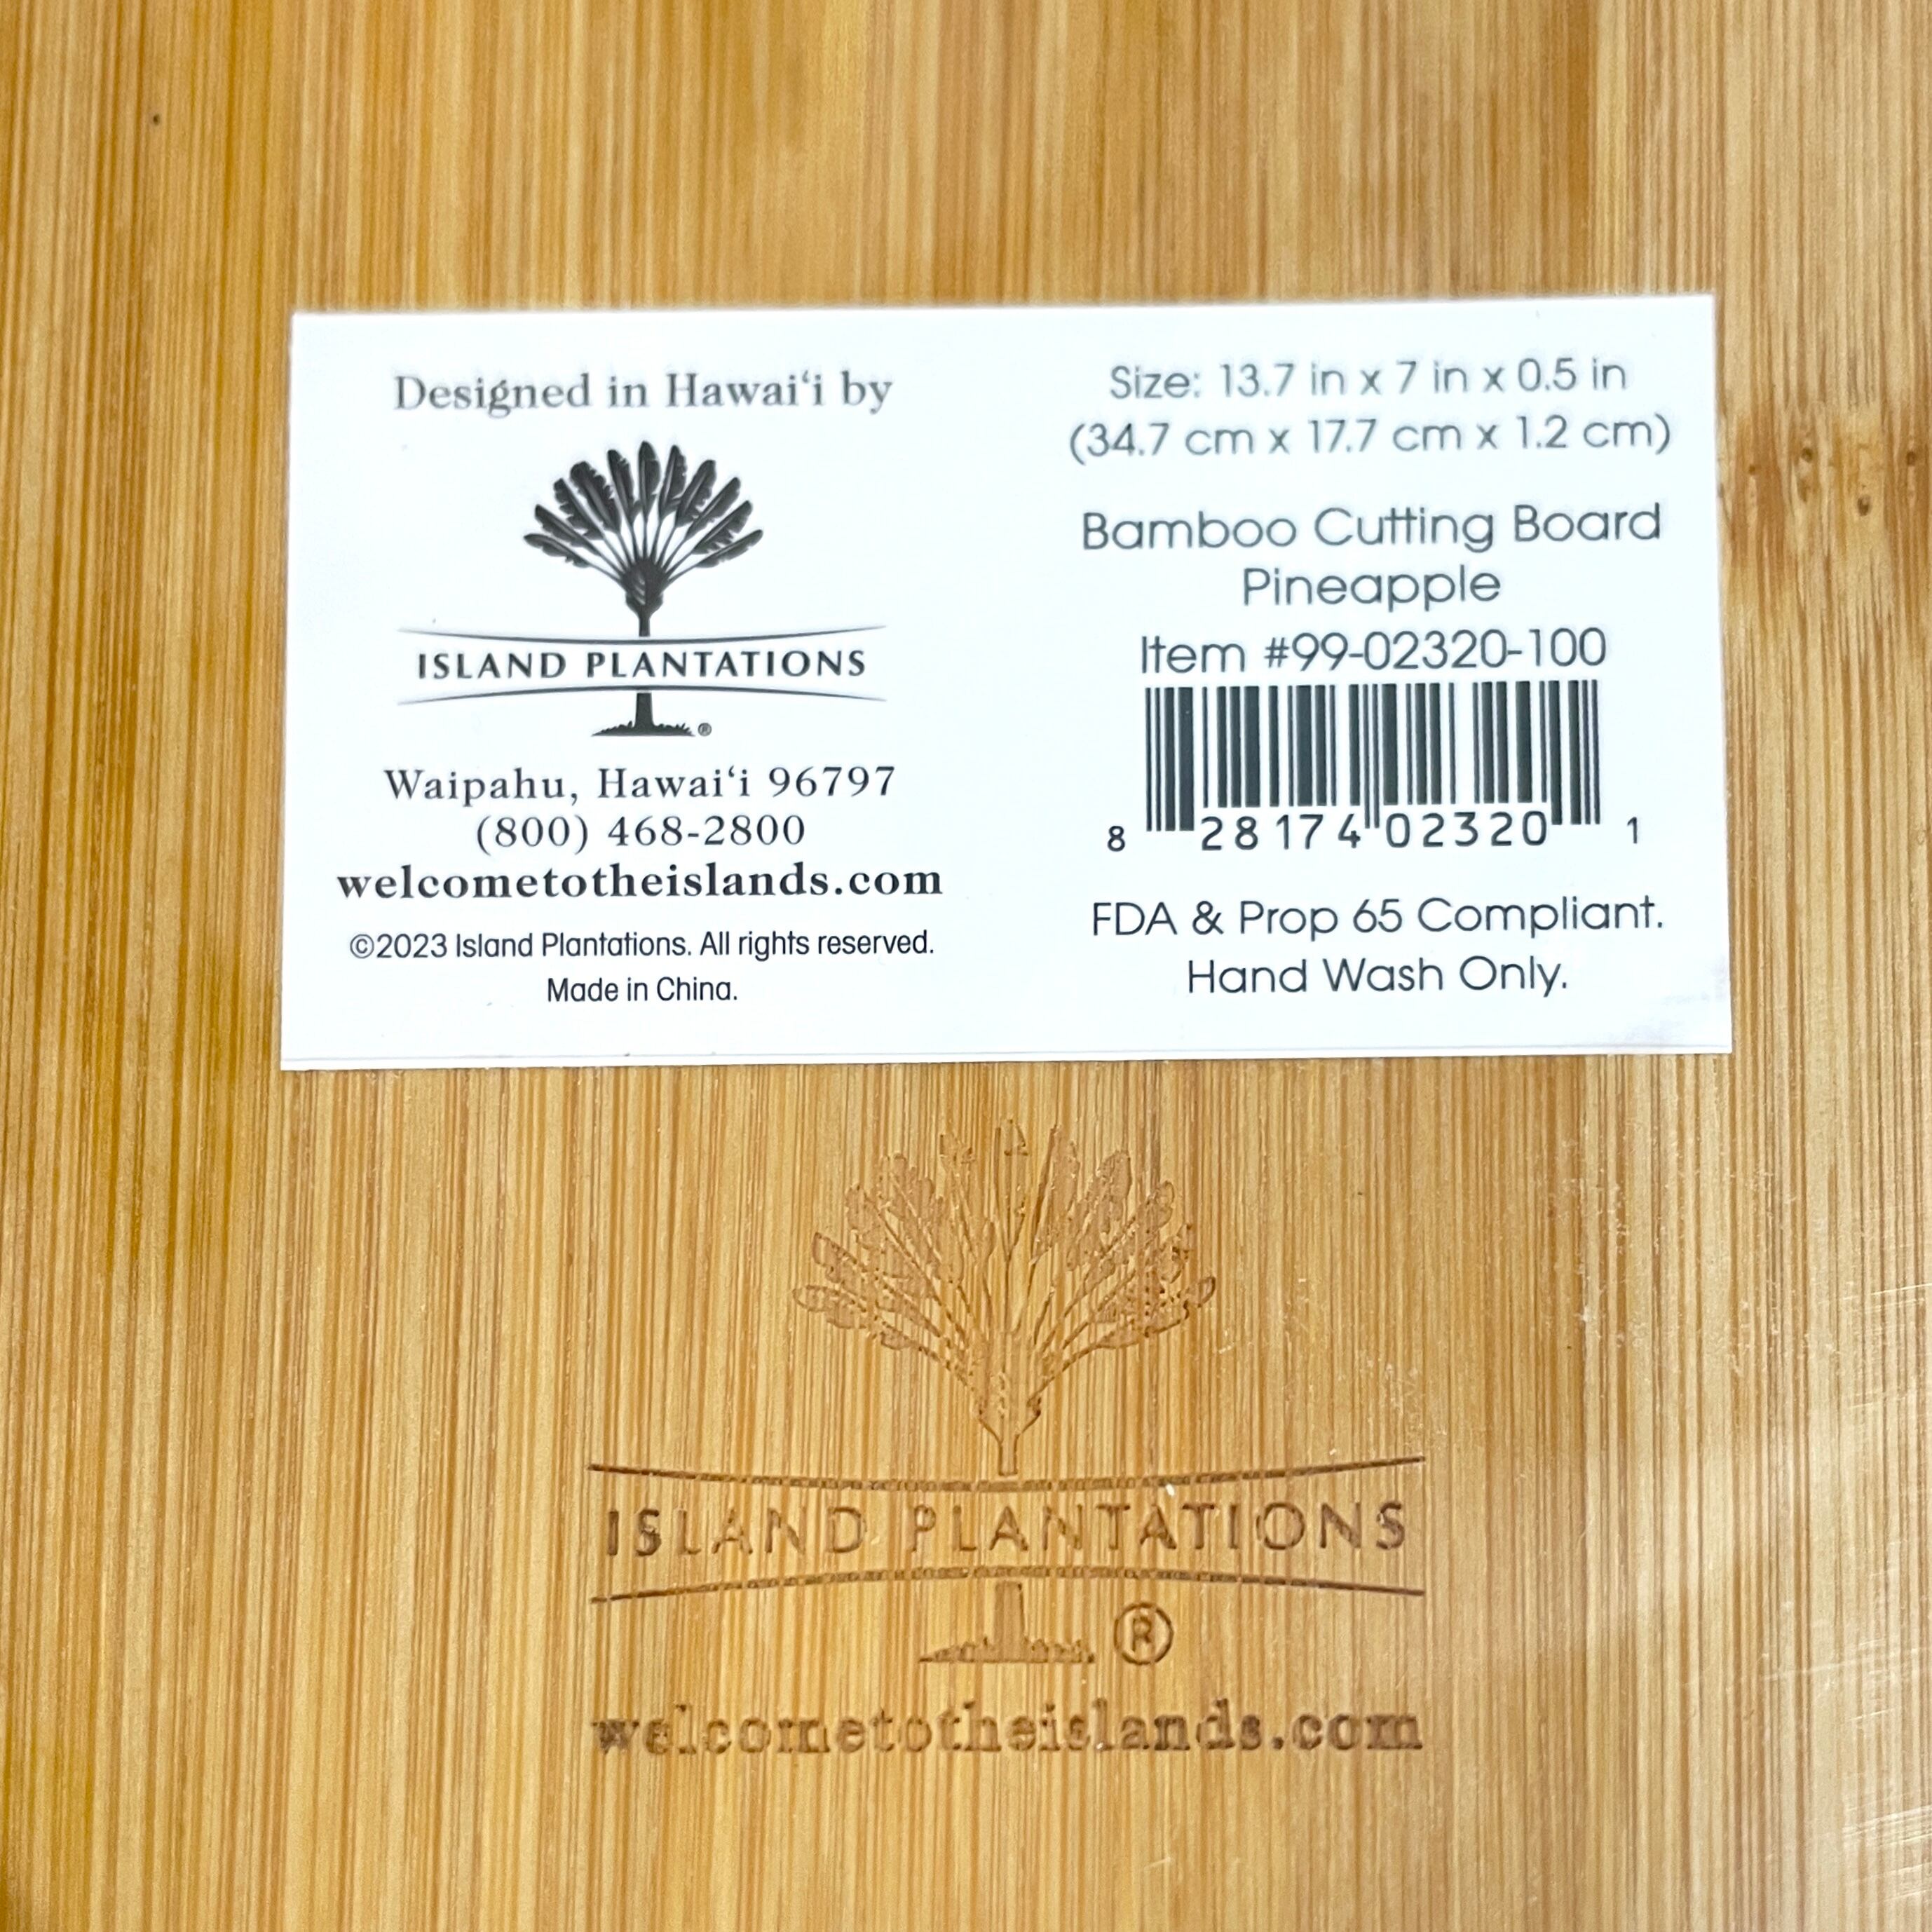 Designed in Hawaiʻi by
ISLAND PLANTATIONS
®
Waipahu, Hawaiʻi 96797
(800) 468-2800
welcometotheislands.com
©2023 Island Plantations. All rights reserved.
Made in China.
Size: 13.7 in x 7 in x 0.5 in
(34.7 cm x 17.7 cm x 1.2 cm)
Bamboo Cutting Board
Pineapple
Item #99-02320-100
8 28174 02320 1
FDA & Prop 65 Compliant.
Hand Wash Only.
ISLAND PLANTATIONS
®
welcometotheislands.com